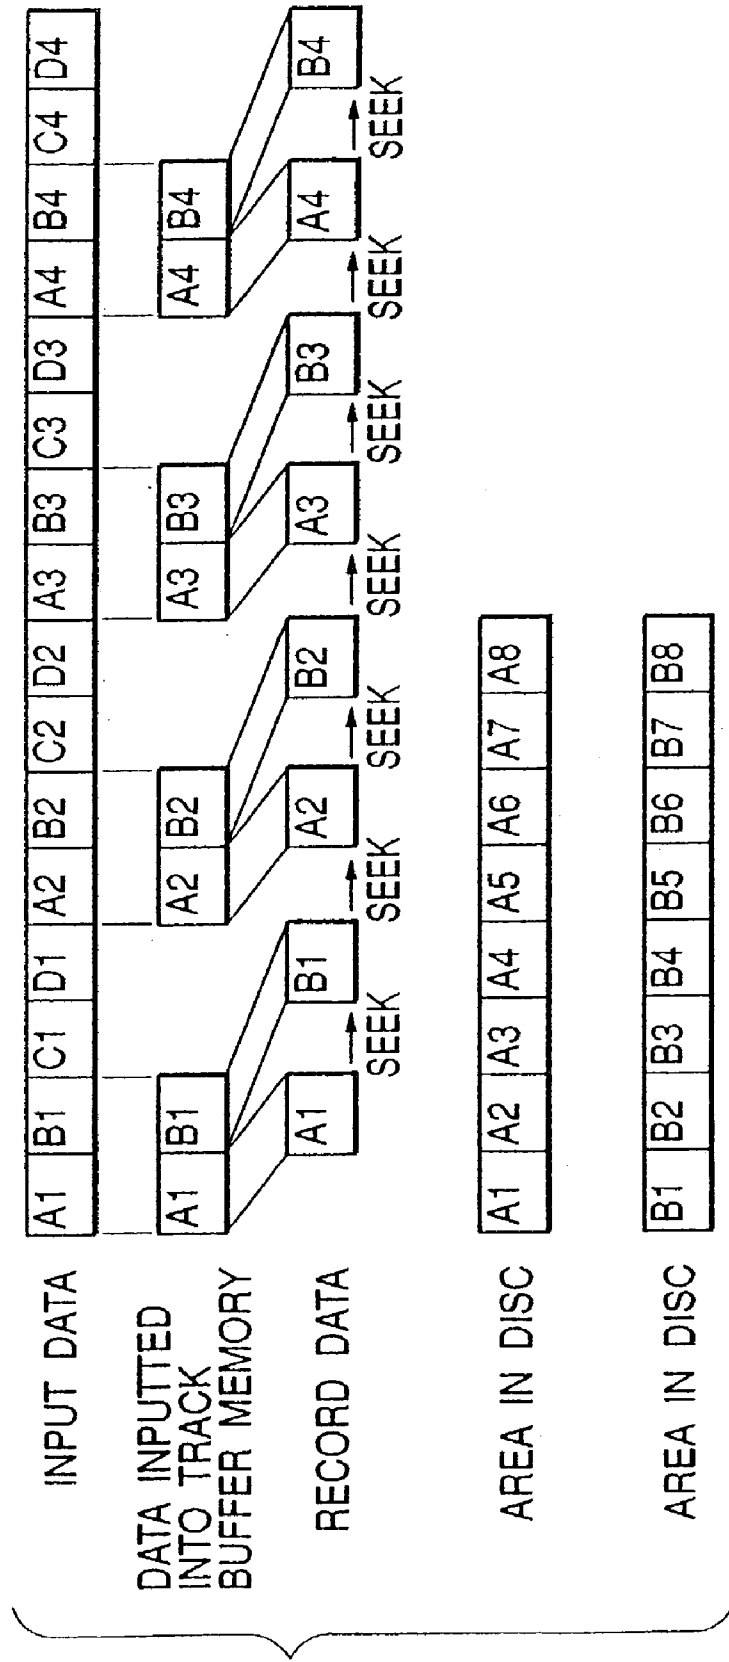 INPUT DATA
A1 B1 C1 D1 A2 B2 C2 D2 A3 B3 C3 D3 A4 B4 C4 D4
DATA INPUTTED
INTO TRACK
BUFFER MEMORY
A1 B1 A2 B2 A3 B3 A4 B4
RECORD DATA
A1 B1 A2 B2 A3 B3 A4 B4
SEEK SEEK SEEK SEEK SEEK SEEK SEEK
AREA IN DISC
A1 A2 A3 A4 A5 A6 A7 A8
AREA IN DISC
B1 B2 B3 B4 B5 B6 B7 B8